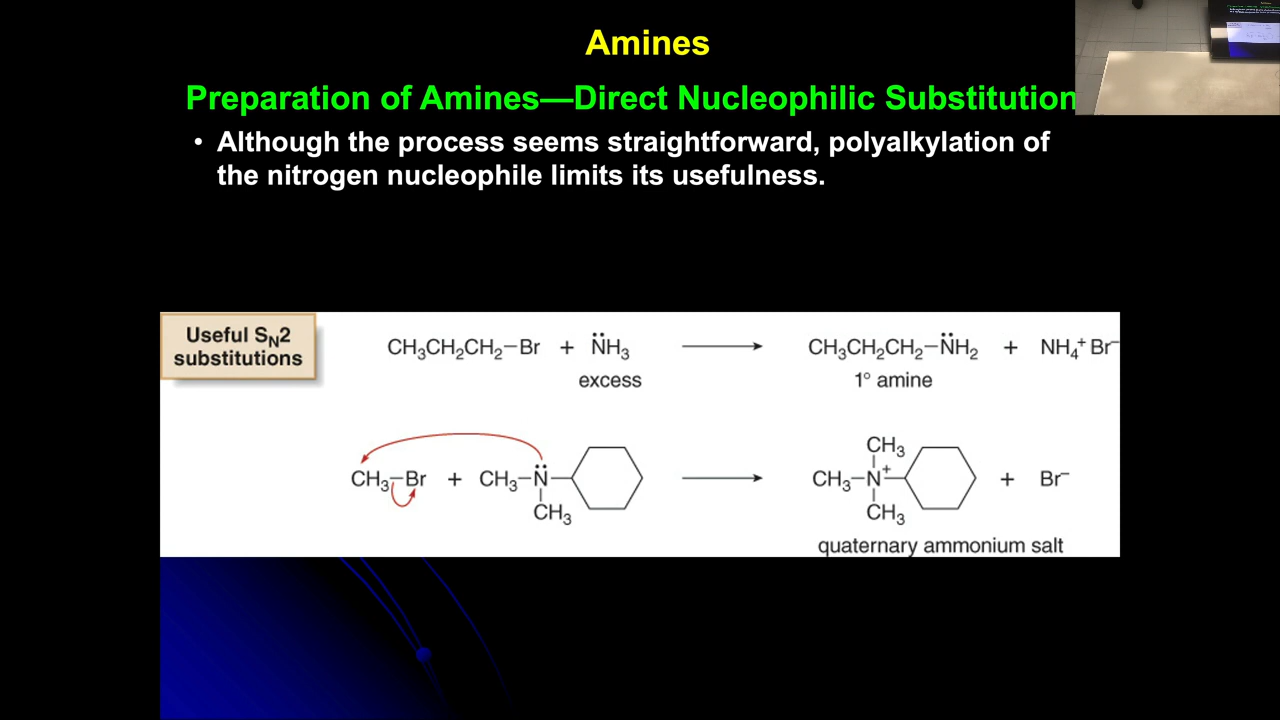 Amines
Preparation of Amines—Direct Nucleophilic Substitution
• Although the process seems straightforward, polyalkylation of
the nitrogen nucleophile limits its usefulness.
Useful SN2
substitutions
CH3CH2CH2–Br + N̈H3 → CH3CH2CH2–N̈H2 + NH4+ Br–
excess
1° amine
CH3
CH3–Br + CH3–N̈ → CH3–N+ + Br–
CH3 CH3
quaternary ammonium salt